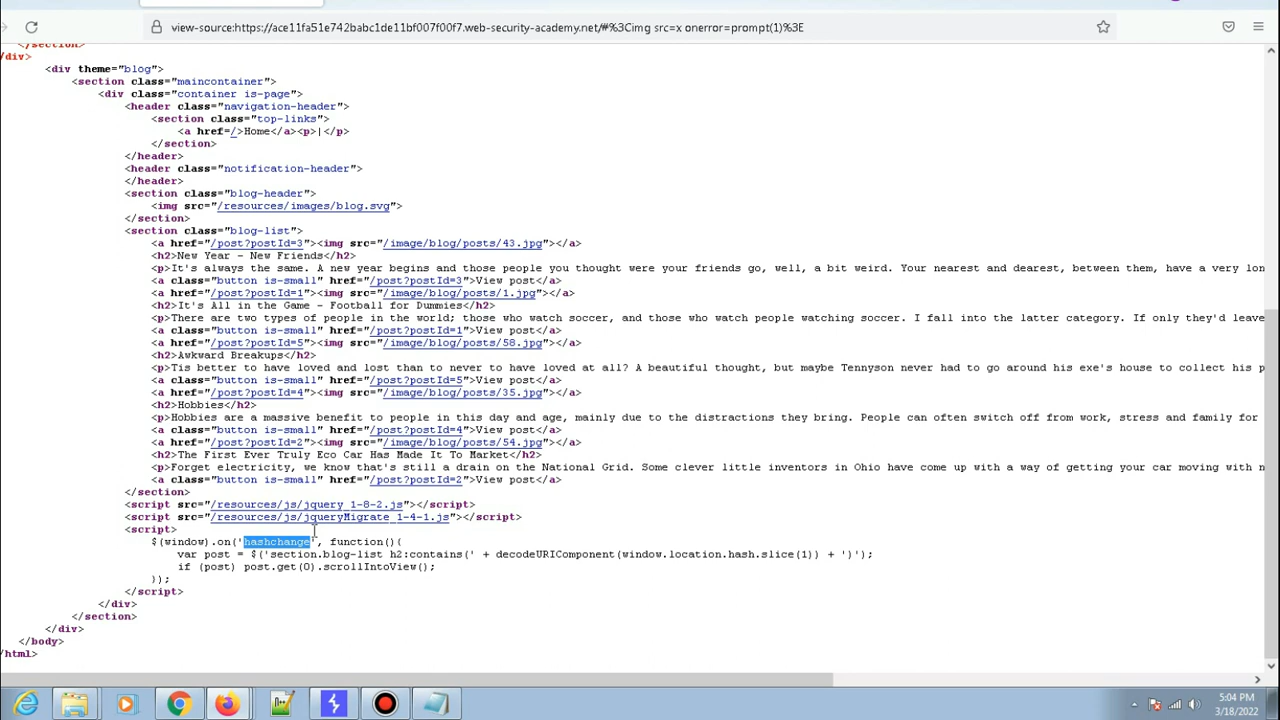 view-source:https://ace11fa51e742babc1de11bf007f00f7.web-security-academy.net/#%3Cimg src=x onerror=prompt(1)%3E
</section>
/div>
<div theme="blog">
<section class="maincontainer">
<div class="container is-page">
<header class="navigation-header">
<section class="top-links">
<a href=/>Home</a><p>|</p>
</section>
</header>
<header class="notification-header">
</header>
<section class="blog-header">
<img src="/resources/images/blog.svg">
</section>
<section class="blog-list">
<a href="/post?postId=3"><img src="/image/blog/posts/43.jpg"></a>
<h2>New Year - New Friends</h2>
<p>It's always the same. A new year begins and those people you thought were your friends go, well, a bit weird. Your nearest and dearest, between them, have a very lon
<a class="button is-small" href="/post?postId=3">View post</a>
<a href="/post?postId=1"><img src="/image/blog/posts/1.jpg"></a>
<h2>It's All in the Game - Football for Dummies</h2>
<p>There are two types of people in the world; those who watch soccer, and those who watch people watching soccer. I fall into the latter category. If only they'd leave
<a class="button is-small" href="/post?postId=1">View post</a>
<a href="/post?postId=5"><img src="/image/blog/posts/58.jpg"></a>
<h2>Awkward Breakups</h2>
<p>Tis better to have loved and lost than to never to have loved at all? A beautiful thought, but maybe Tennyson never had to go around his exe's house to collect his p
<a class="button is-small" href="/post?postId=5">View post</a>
<a href="/post?postId=4"><img src="/image/blog/posts/35.jpg"></a>
<h2>Hobbies</h2>
<p>Hobbies are a massive benefit to people in this day and age, mainly due to the distractions they bring. People can often switch off from work, stress and family for
<a class="button is-small" href="/post?postId=4">View post</a>
<a href="/post?postId=2"><img src="/image/blog/posts/54.jpg"></a>
<h2>The First Ever Truly Eco Car Has Made It To Market</h2>
<p>Forget electricity, we know that's still a drain on the National Grid. Some clever little inventors in Ohio have come up with a way of getting your car moving with n
<a class="button is-small" href="/post?postId=2">View post</a>
</section>
<script src="/resources/js/jquery_1-8-2.js"></script>
<script src="/resources/js/jqueryMigrate_1-4-1.js"></script>
<script>
$(window).on('hashchange', function(){
var post = $('section.blog-list h2:contains(' + decodeURIComponent(window.location.hash.slice(1)) + ')');
if (post) post.get(0).scrollIntoView();
});
</script>
</div>
</section>
</div>
</body>
/html>
5:04 PM
3/18/2022